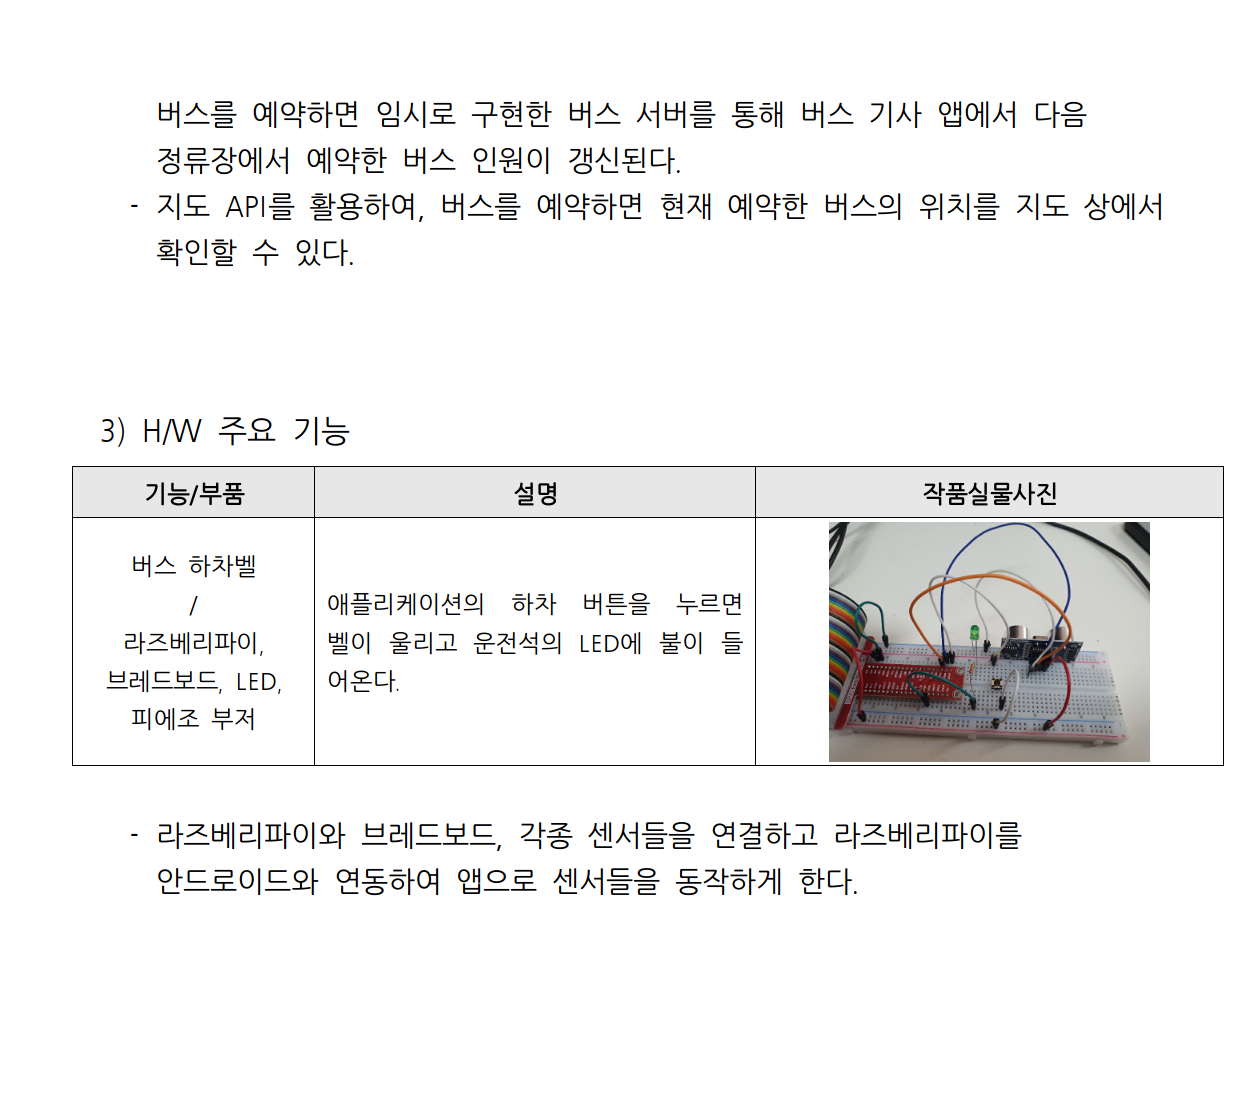 버스를 예약하면 임시로 구현한 버스 서버를 통해 버스 기사 앱에서 다음
정류장에서 예약한 버스 인원이 갱신된다.
- 지도 API를 활용하여, 버스를 예약하면 현재 예약한 버스의 위치를 지도 상에서
확인할 수 있다.
3) H/W 주요 기능
기능/부품
설명
작품실물사진
버스 하차벨
/
라즈베리파이,
브레드보드, LED,
피에조 부저
애플리케이션의 하차 버튼을 누르면
벨이 울리고 운전석의 LED에 불이 들
어온다.
- 라즈베리파이와 브레드보드, 각종 센서들을 연결하고 라즈베리파이를
안드로이드와 연동하여 앱으로 센서들을 동작하게 한다.